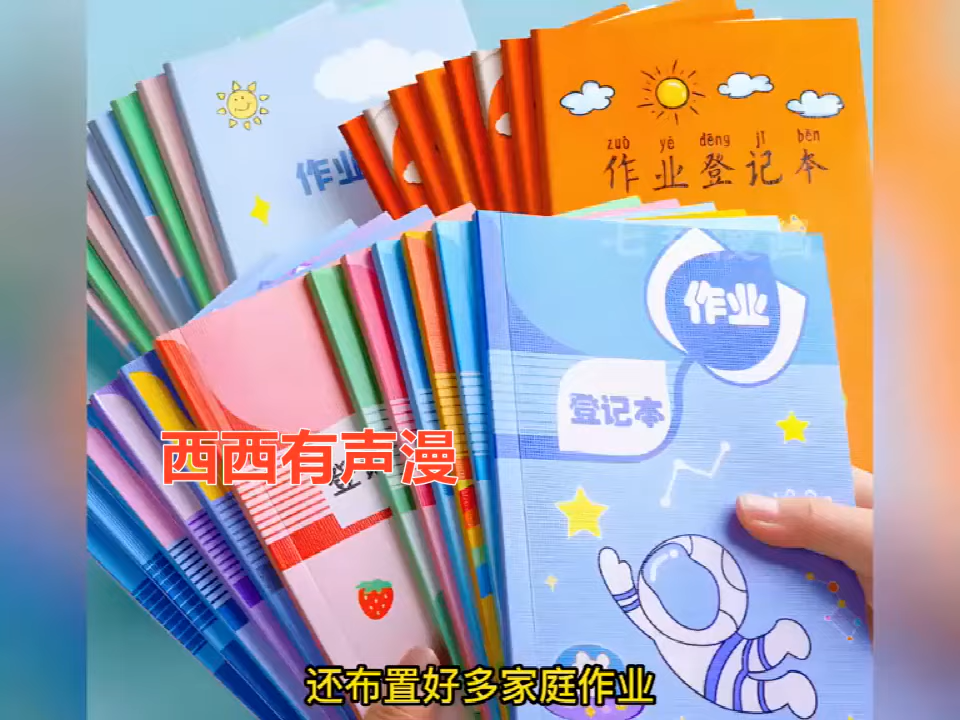 作业
zuò yè dēng jì běn
作业登记本
作业
登记本
西西有声漫
登
还布置好多家庭作业